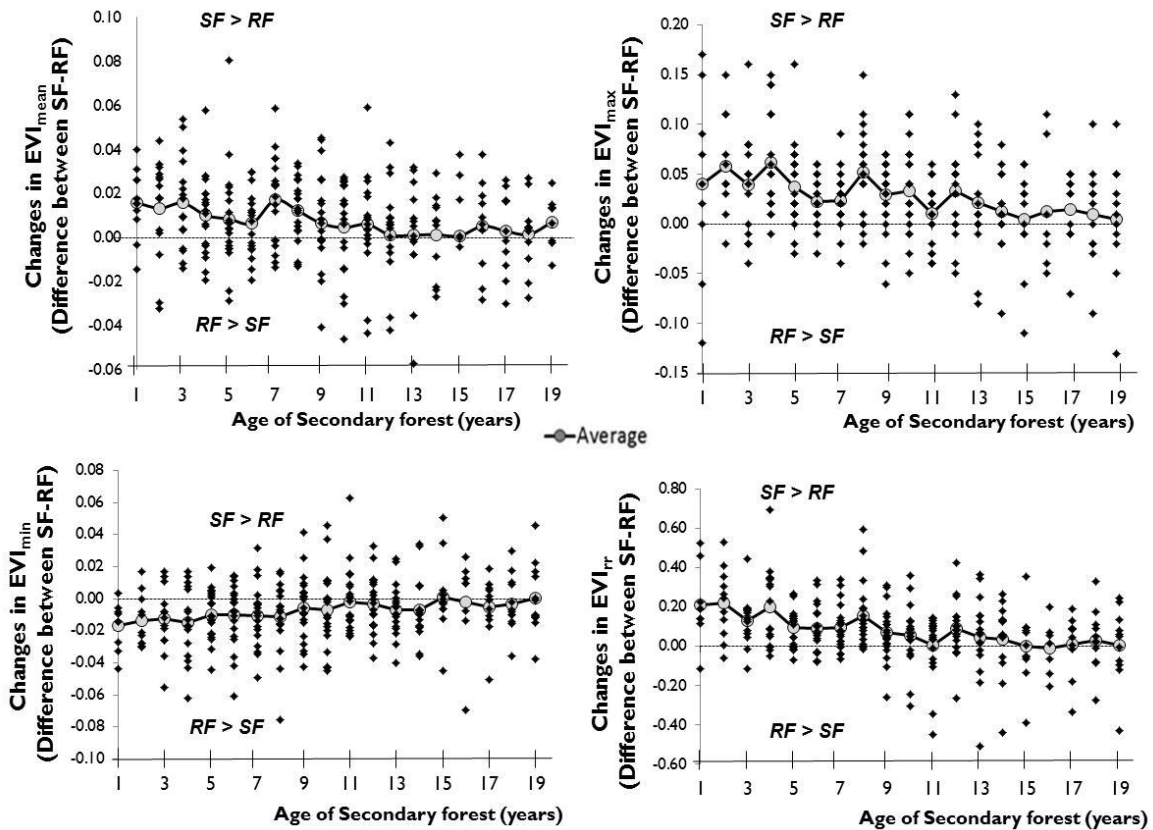 0.10
0.08
0.06
0.04
0.02
0.00
-0.02
-0.04
-0.06
SF > RF
RF > SF
Changes in EVImean
(Difference between SF-RF)
1 3 5 7 9 11 13 15 17 19
Age of Secondary forest (years)
0.20
0.15
0.10
0.05
0.00
-0.05
-0.10
-0.15
SF > RF
RF > SF
Changes in EVImax
(Difference between SF-RF)
1 3 5 7 9 11 13 15 17 19
Age of Secondary forest (years)
Average
0.08
0.06
0.04
0.02
0.00
-0.02
-0.04
-0.06
-0.08
-0.10
SF > RF
RF > SF
Changes in EVImin
(Difference between SF-RF)
1 3 5 7 9 11 13 15 17 19
Age of Secondary forest (years)
0.80
0.60
0.40
0.20
0.00
-0.20
-0.40
-0.60
SF > RF
RF > SF
Changes in EVIrr
(Difference between SF-RF)
1 3 5 7 9 11 13 15 17 19
Age of Secondary forest (years)